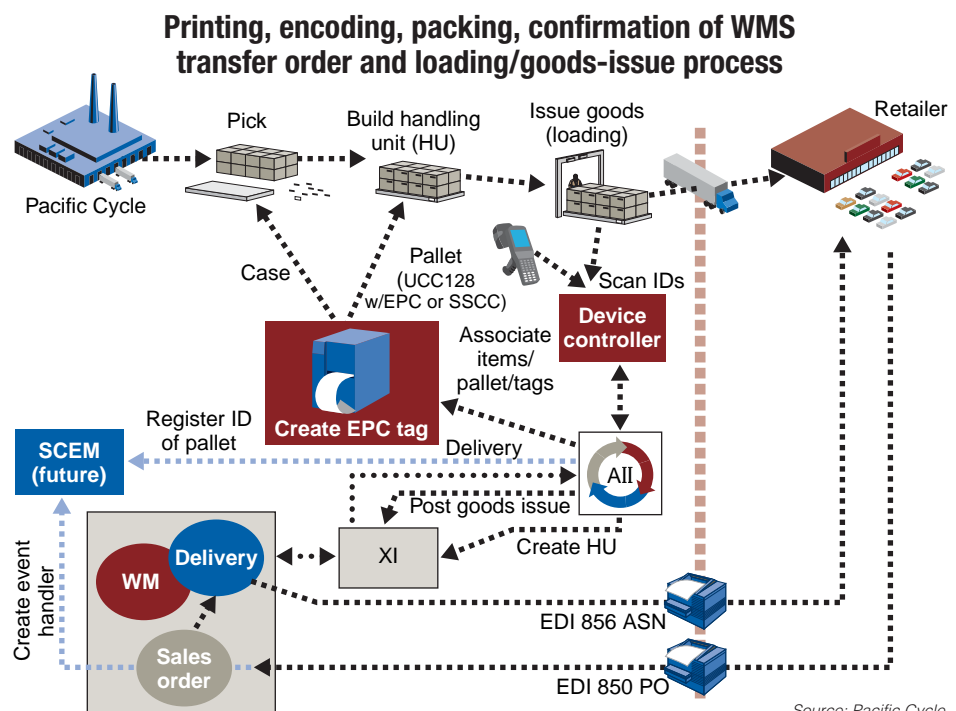 Printing, encoding, packing, confirmation of WMS
transfer order and loading/goods-issue process
Pacific Cycle
Pick
Build handling
unit (HU)
Issue goods
(loading)
Retailer
Case
Pallet
(UCC128
w/EPC or SSCC)
Scan IDs
Device
controller
Associate
items/
pallet/tags
Create EPC tag
Register ID
of pallet
SCEM
(future)
Delivery
AII
Post goods issue
Create HU
XI
WM
Delivery
Sales
order
Create event
handler
EDI 856 ASN
EDI 850 PO
Source: Pacific Cycle